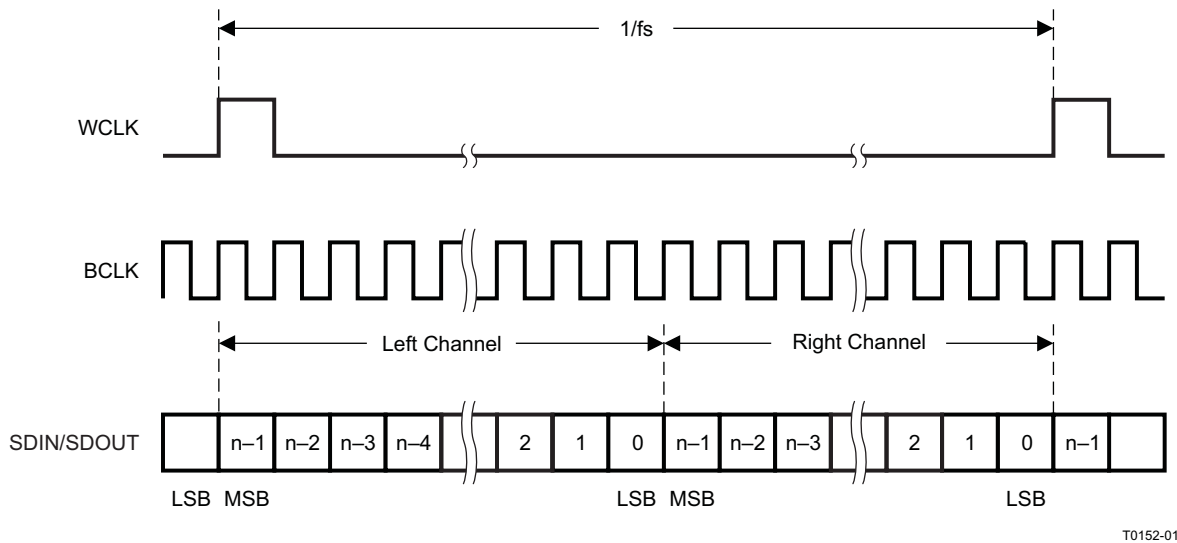 1/fs
WCLK
BCLK
Left Channel Right Channel
SDIN/SDOUT n–1 n–2 n–3 n–4 2 1 0 n–1 n–2 n–3 2 1 0 n–1
LSB MSB LSB MSB LSB
T0152-01